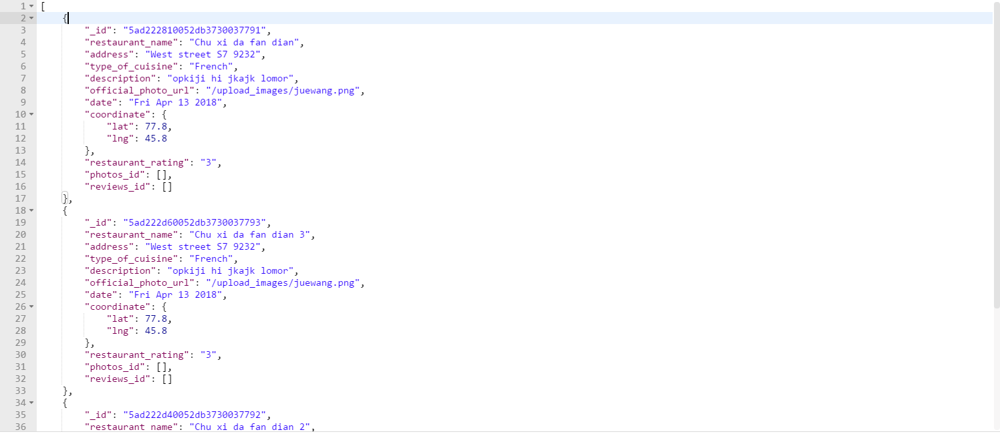 1 [
2 {
3 "_id": "5ad222810052db3730037791",
4 "restaurant_name": "Chu xi da fan dian",
5 "address": "West street S7 9232",
6 "type_of_cuisine": "French",
7 "description": "opkiji hi jkajk lomor",
8 "official_photo_url": "/upload_images/juewang.png",
9 "date": "Fri Apr 13 2018",
10 "coordinate": {
11 "lat": 77.8,
12 "lng": 45.8
13 },
14 "restaurant_rating": "3",
15 "photos_id": [],
16 "reviews_id": []
17 },
18 {
19 "_id": "5ad222d60052db3730037793",
20 "restaurant_name": "Chu xi da fan dian 3",
21 "address": "West street S7 9232",
22 "type_of_cuisine": "French",
23 "description": "opkiji hi jkajk lomor",
24 "official_photo_url": "/upload_images/juewang.png",
25 "date": "Fri Apr 13 2018",
26 "coordinate": {
27 "lat": 77.8,
28 "lng": 45.8
29 },
30 "restaurant_rating": "3",
31 "photos_id": [],
32 "reviews_id": []
33 },
34 {
35 "_id": "5ad222d40052db3730037792",
36 "restaurant_name": "Chu xi da fan dian 2",